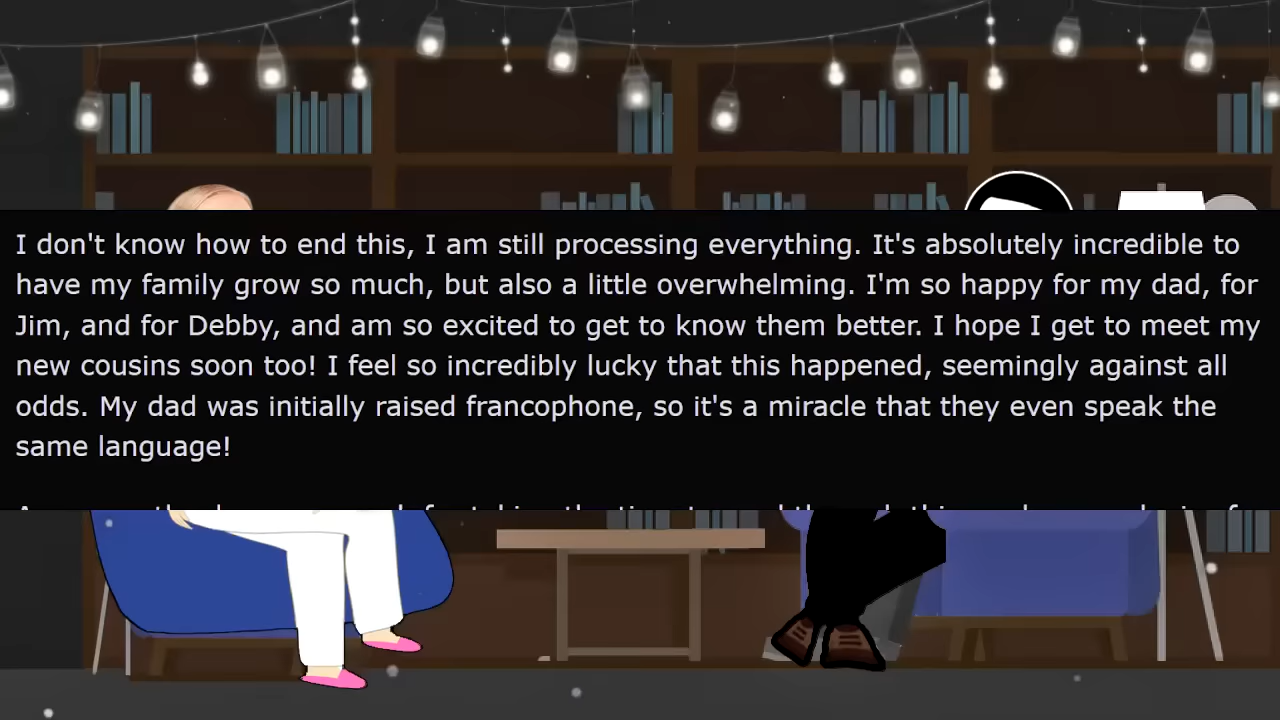 I don't know how to end this, I am still processing everything. It's absolutely incredible to
have my family grow so much, but also a little overwhelming. I'm so happy for my dad, for
Jim, and for Debby, and am so excited to get to know them better. I hope I get to meet my
new cousins soon too! I feel so incredibly lucky that this happened, seemingly against all
odds. My dad was initially raised francophone, so it's a miracle that they even speak the
same language!